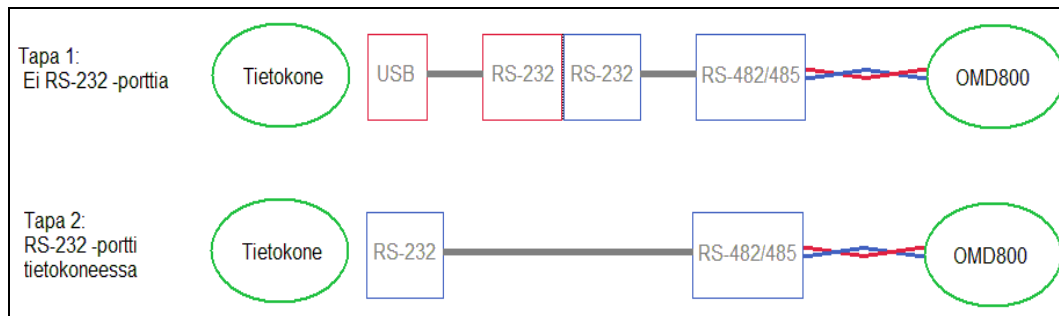 Tapa 1:
Ei RS-232 -porttia
Tietokone
USB
RS-232
RS-232
RS-482/485
OMD800
Tapa 2:
RS-232 -portti
tietokoneessa
Tietokone
RS-232
RS-482/485
OMD800